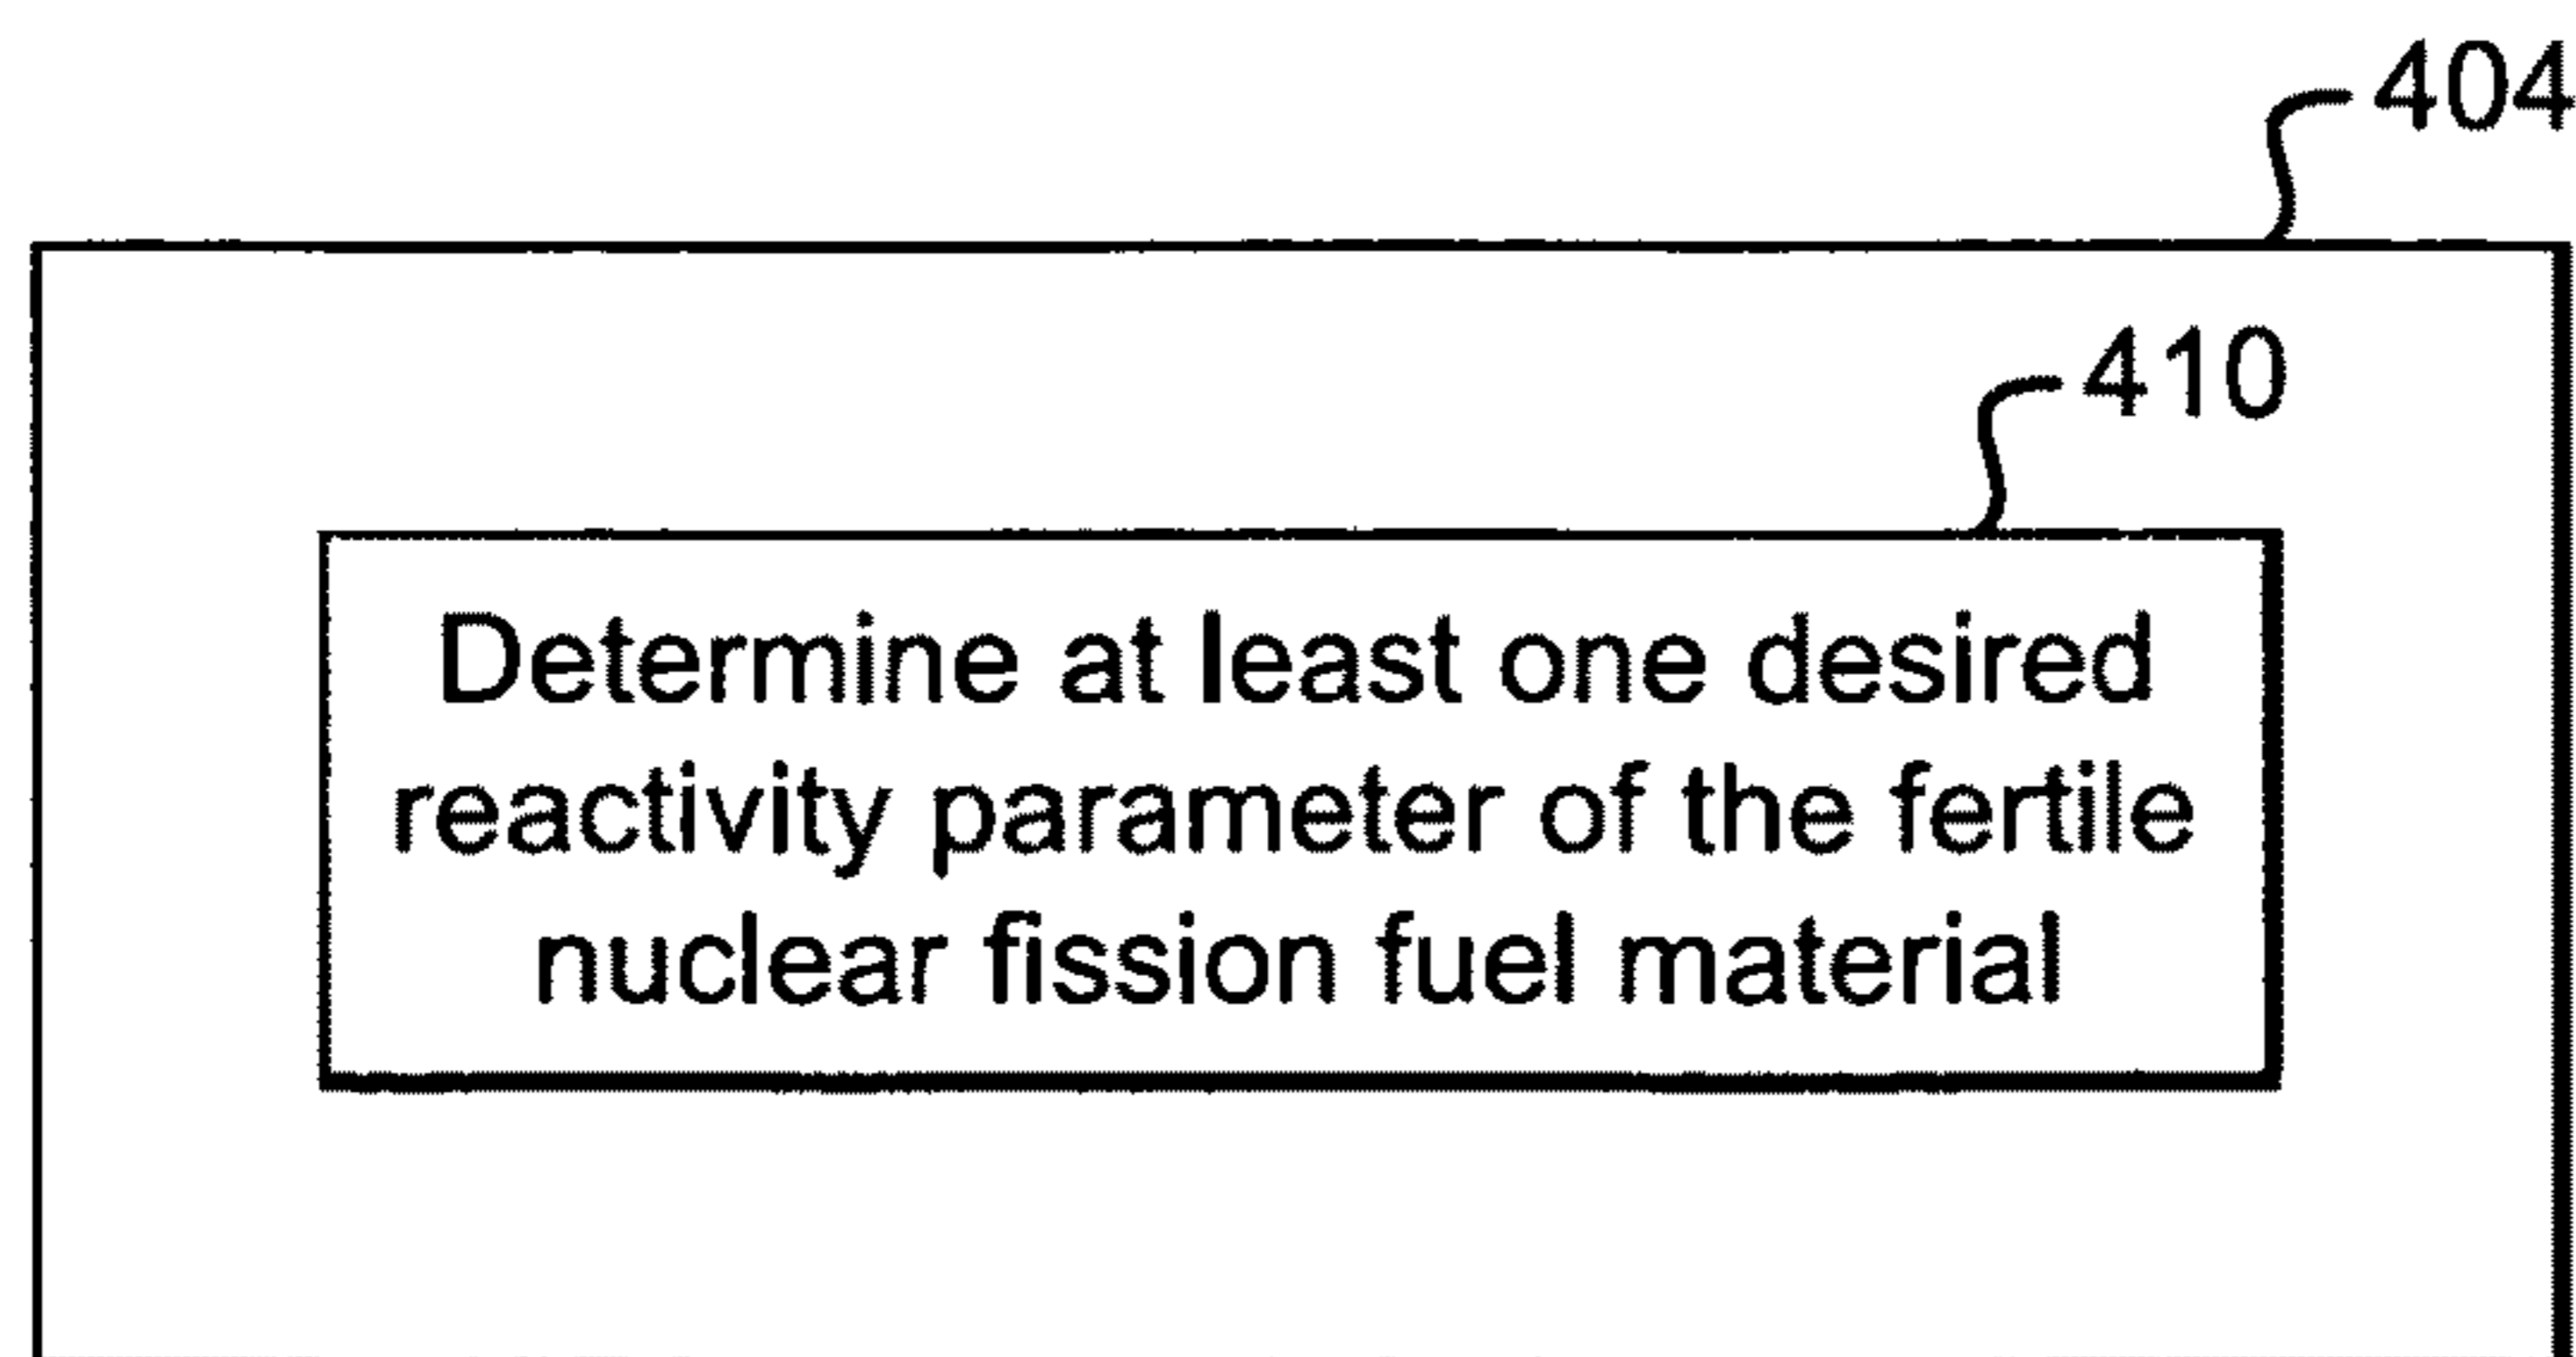 404
410
Determine at least one desired
reactivity parameter of the fertile
nuclear fission fuel material